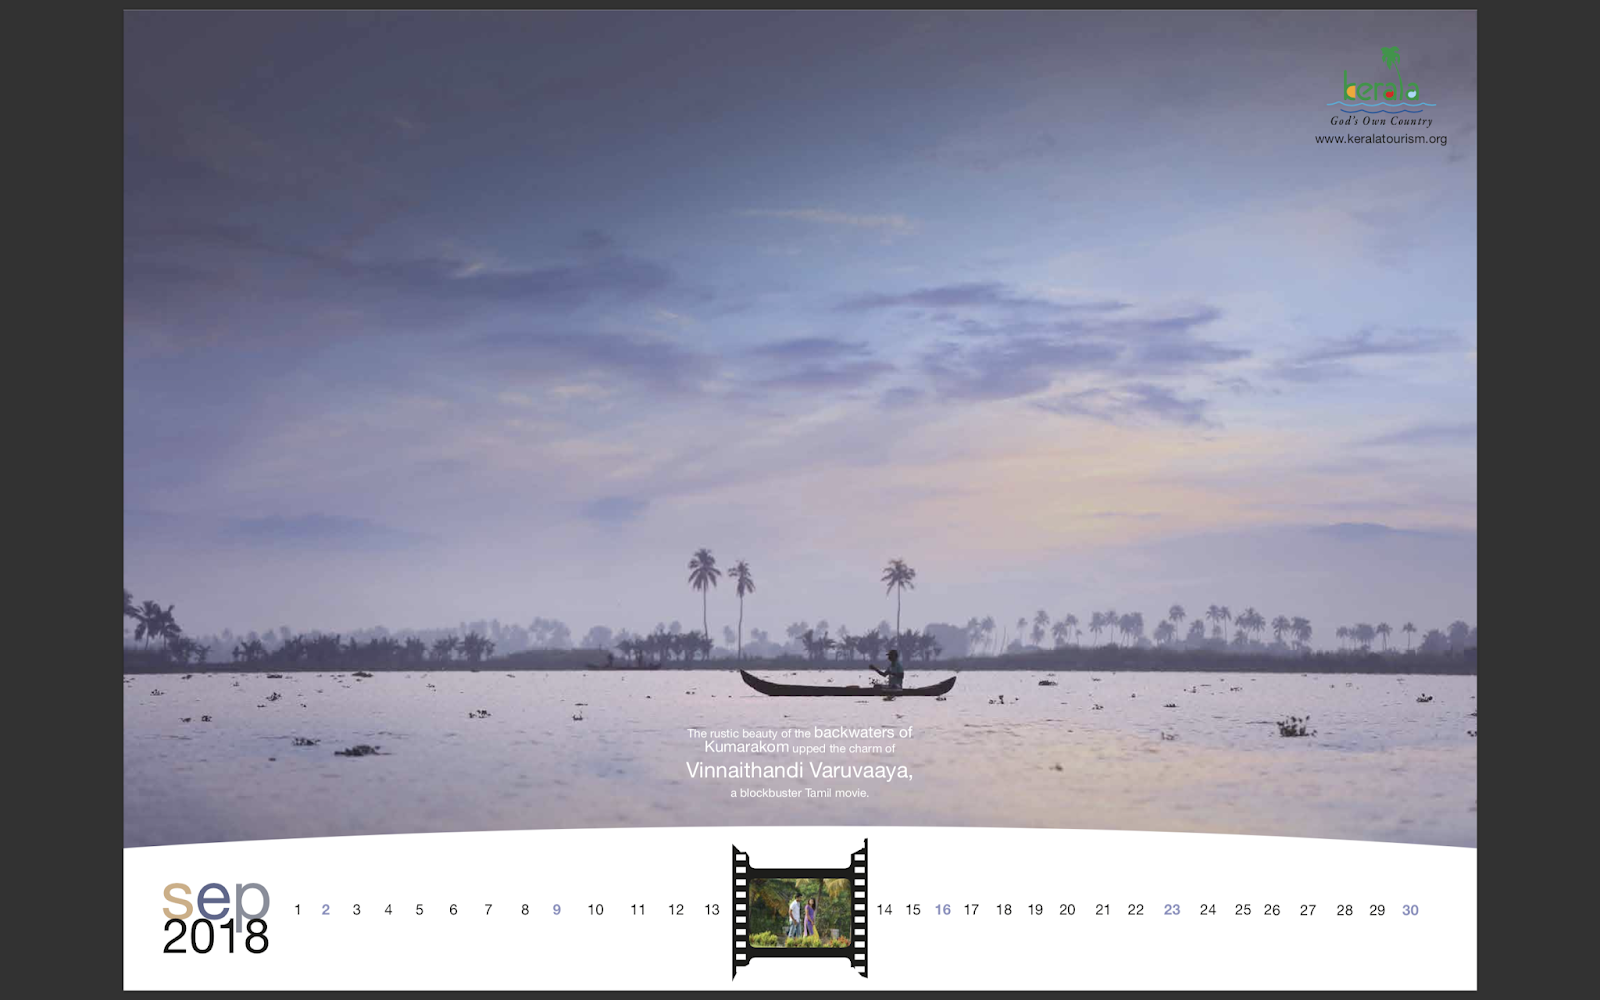 kerala
God's Own Country
www.keralatourism.org
The rustic beauty of the backwaters of
Kumarakom upped the charm of
Vinnaithandi Varuvaaya,
a blockbuster Tamil movie.
sep
2018
1 2 3 4 5 6 7 8 9 10 11 12 13 14 15 16 17 18 19 20 21 22 23 24 25 26 27 28 29 30